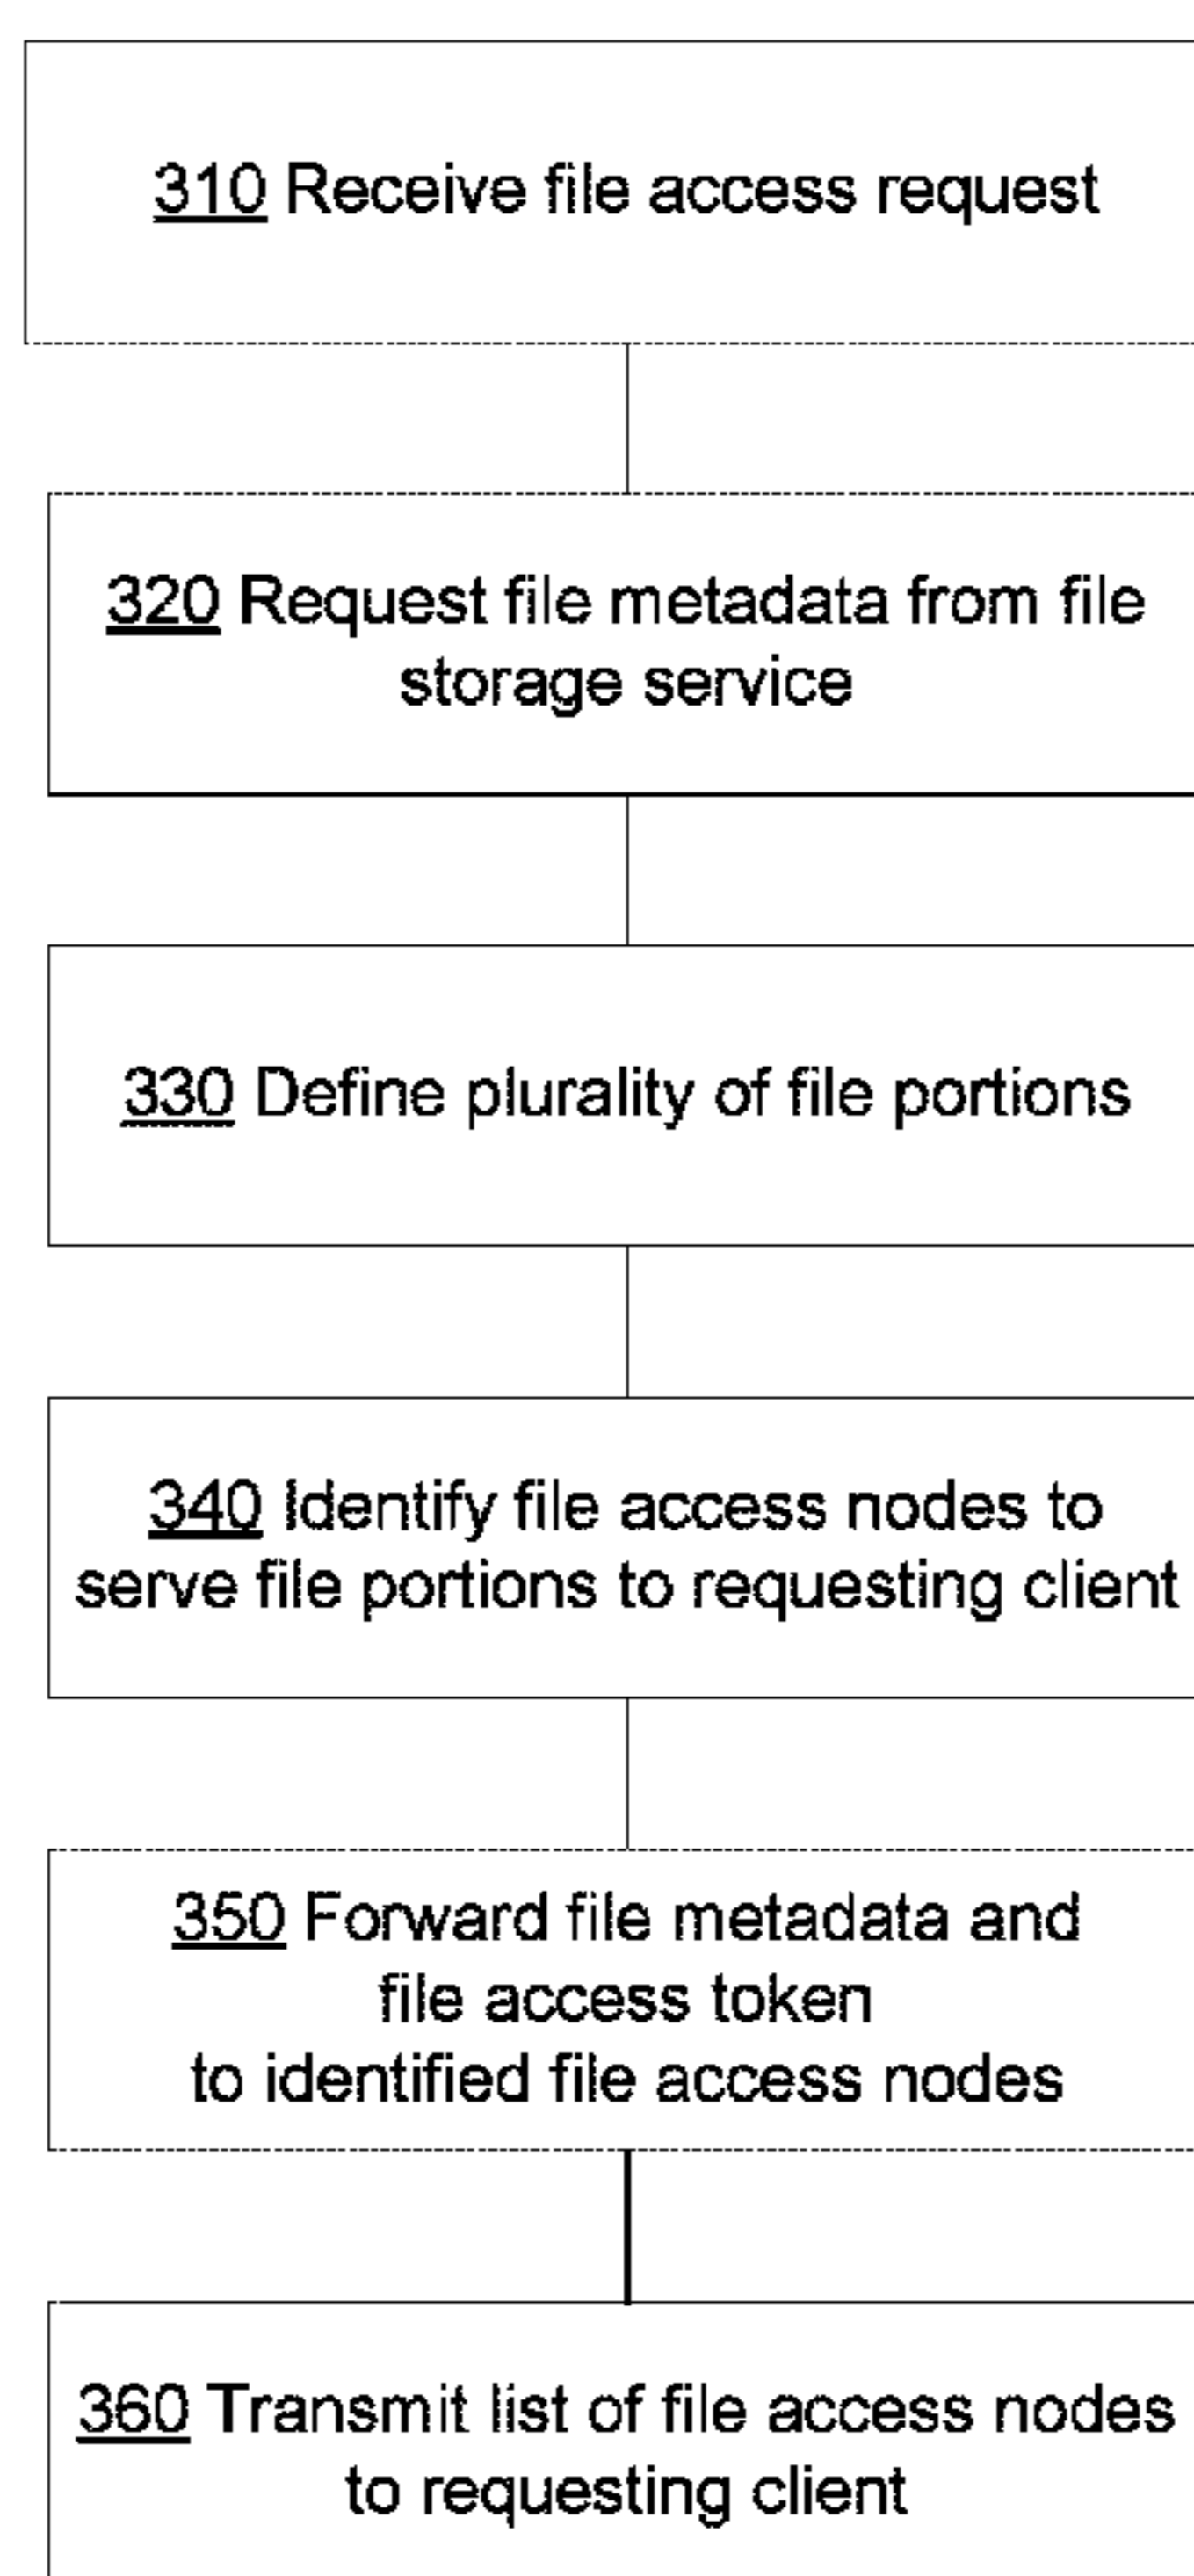 310 Receive file access request
320 Request file metadata from file
storage service
330 Define plurality of file portions
340 Identify file access nodes to
serve file portions to requesting client
350 Forward file metadata and
file access token
to identified file access nodes
360 Transmit list of file access nodes
to requesting client